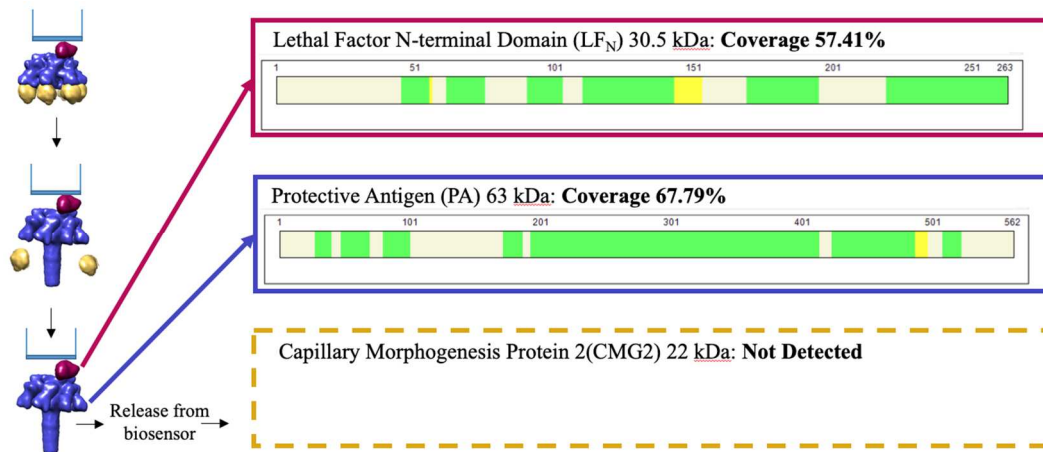 Lethal Factor N-terminal Domain (LFN) 30.5 kDa: Coverage 57.41%
1 51 101 151 201 251 263
Protective Antigen (PA) 63 kDa: Coverage 67.79%
1 101 201 301 401 501 562
Capillary Morphogenesis Protein 2(CMG2) 22 kDa: Not Detected
Release from
biosensor